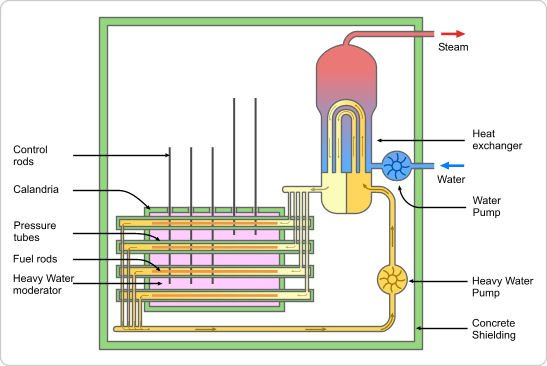 Steam
Control
rods
Heat
exchanger
Water
Calandria
Water
Pump
Pressure
tubes
Fuel rods
Heavy Water
moderator
Heavy Water
Pump
Concrete
Shielding